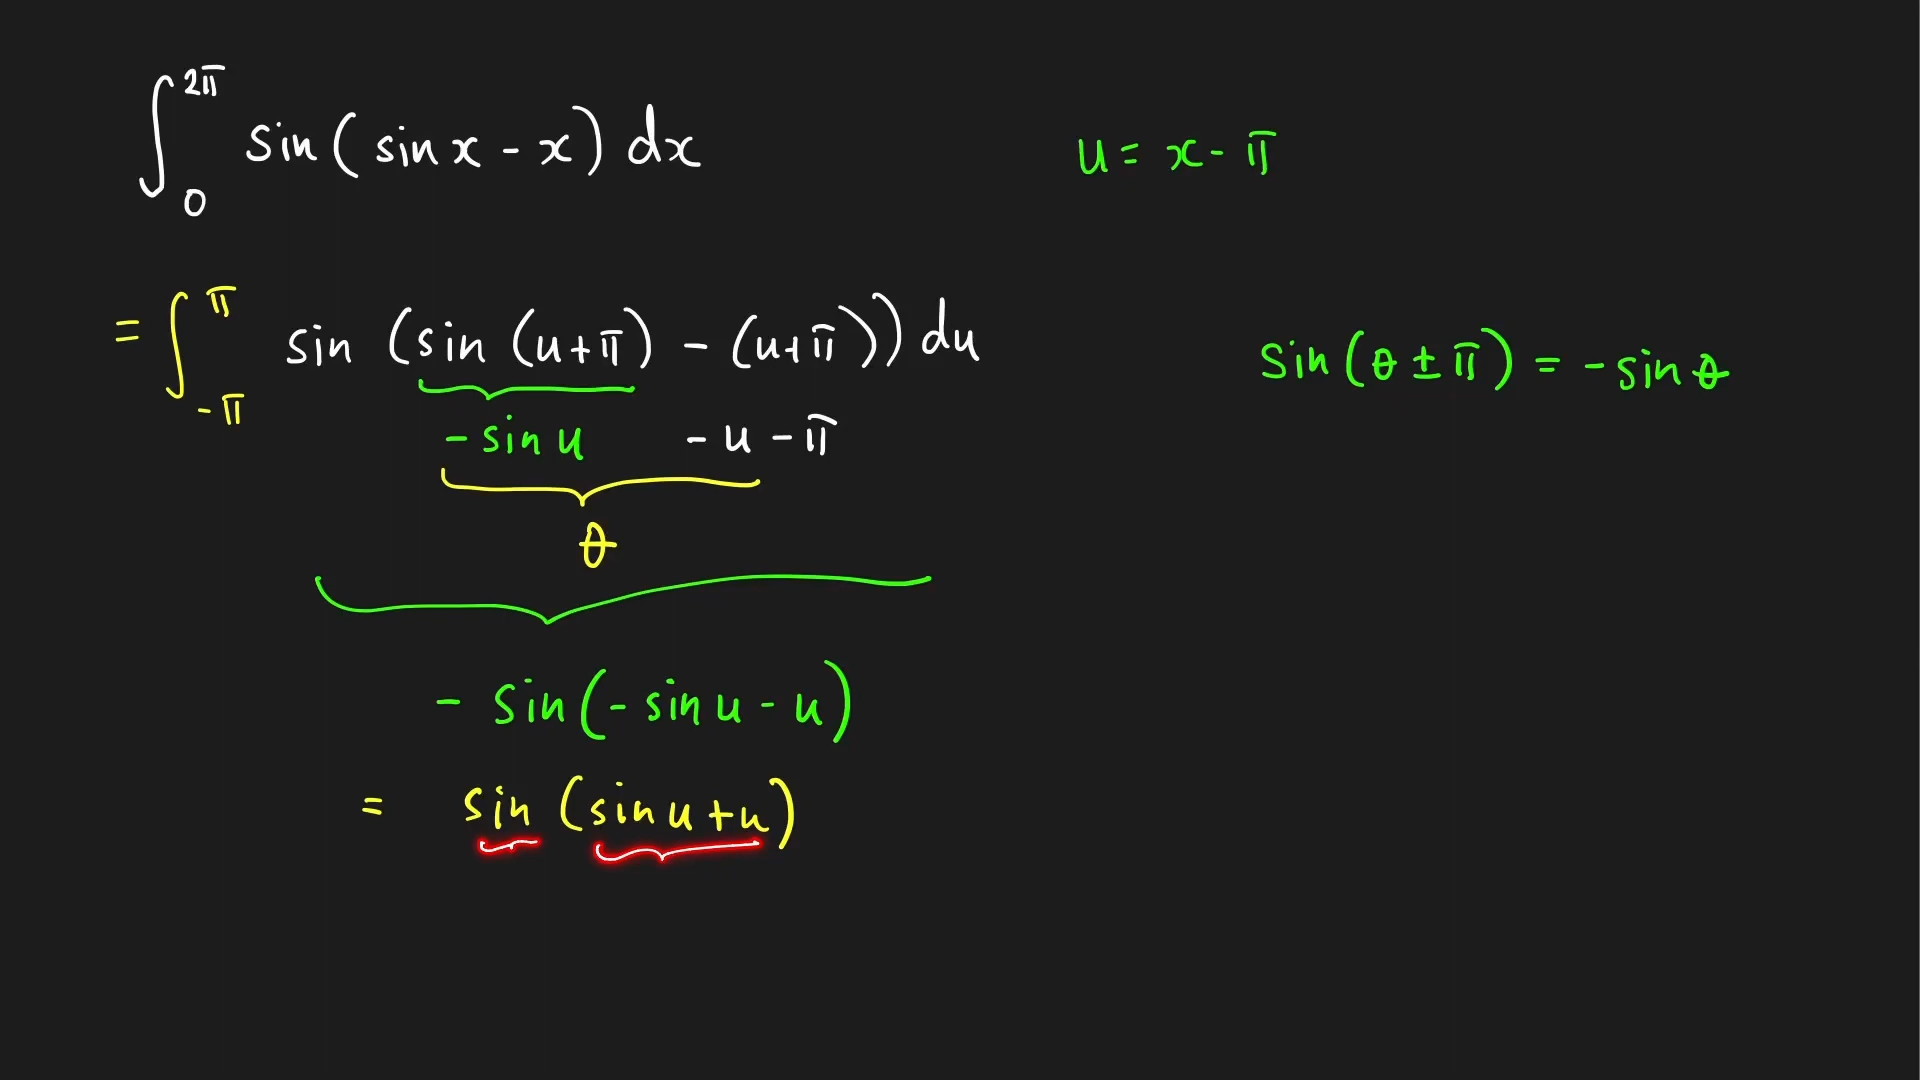 ∫₀^2π sin(sin x - x) dx
u = x - π
= ∫_-π^π sin(sin(u+π) - (u+π)) du
sin(θ ± π) = -sin θ
-sin u - u - π
θ
- sin(-sin u - u)
= sin(sin u + u)